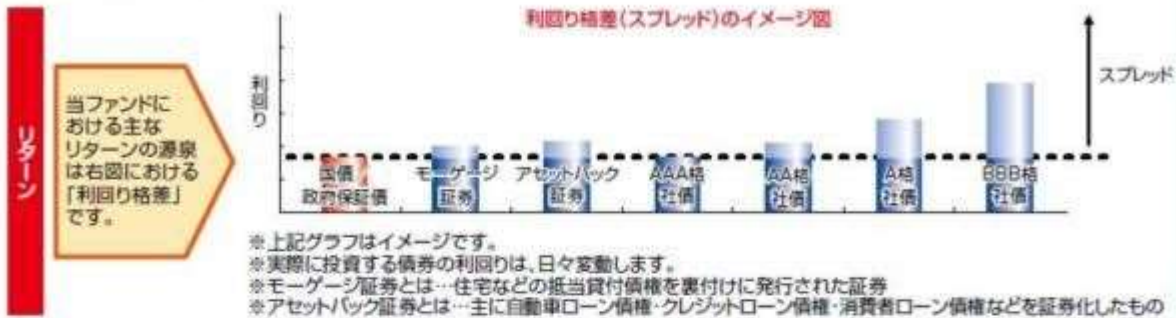 リターン
当ファンドに
おける主な
リターンの源泉
は右図における
「利回り格差」
です。
利回り格差(スプレッド)のイメージ図
利回り
スプレッド
国債
政府保証債
モーゲージ
証券
アセットバック
証券
AAA格
社債
AA格
社債
A格
社債
BBB格
社債
※上記グラフはイメージです。
※実際に投資する債券の利回りは、日々変動します。
※モーゲージ証券とは…住宅などの抵当貸付債権を裏付けに発行された証券
※アセットバック証券とは…主に自動車ローン債権・クレジットローン債権・消費者ローン債権などを証券化したもの